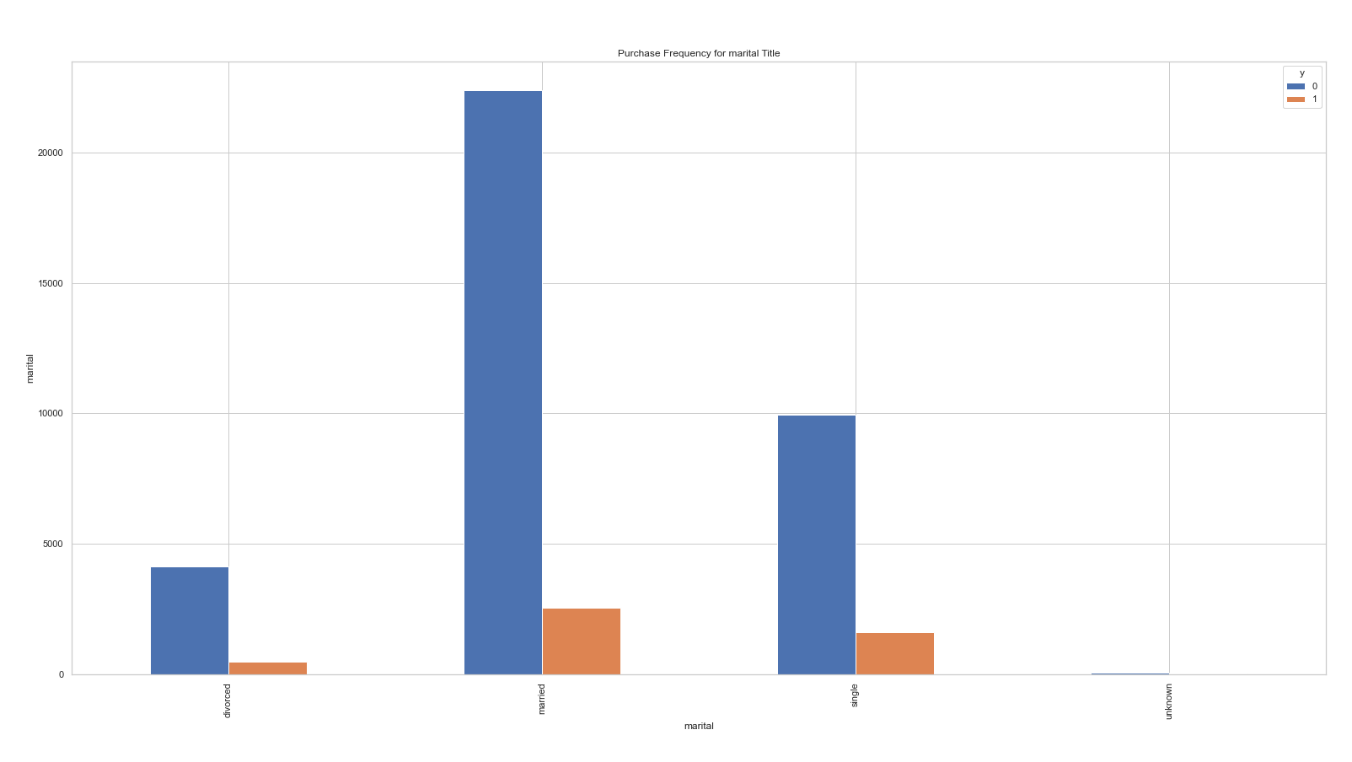 Purchase Frequency for marital Title
y
0
1
20000
15000
10000
5000
0
marital
divorced
married
single
unknown
marital